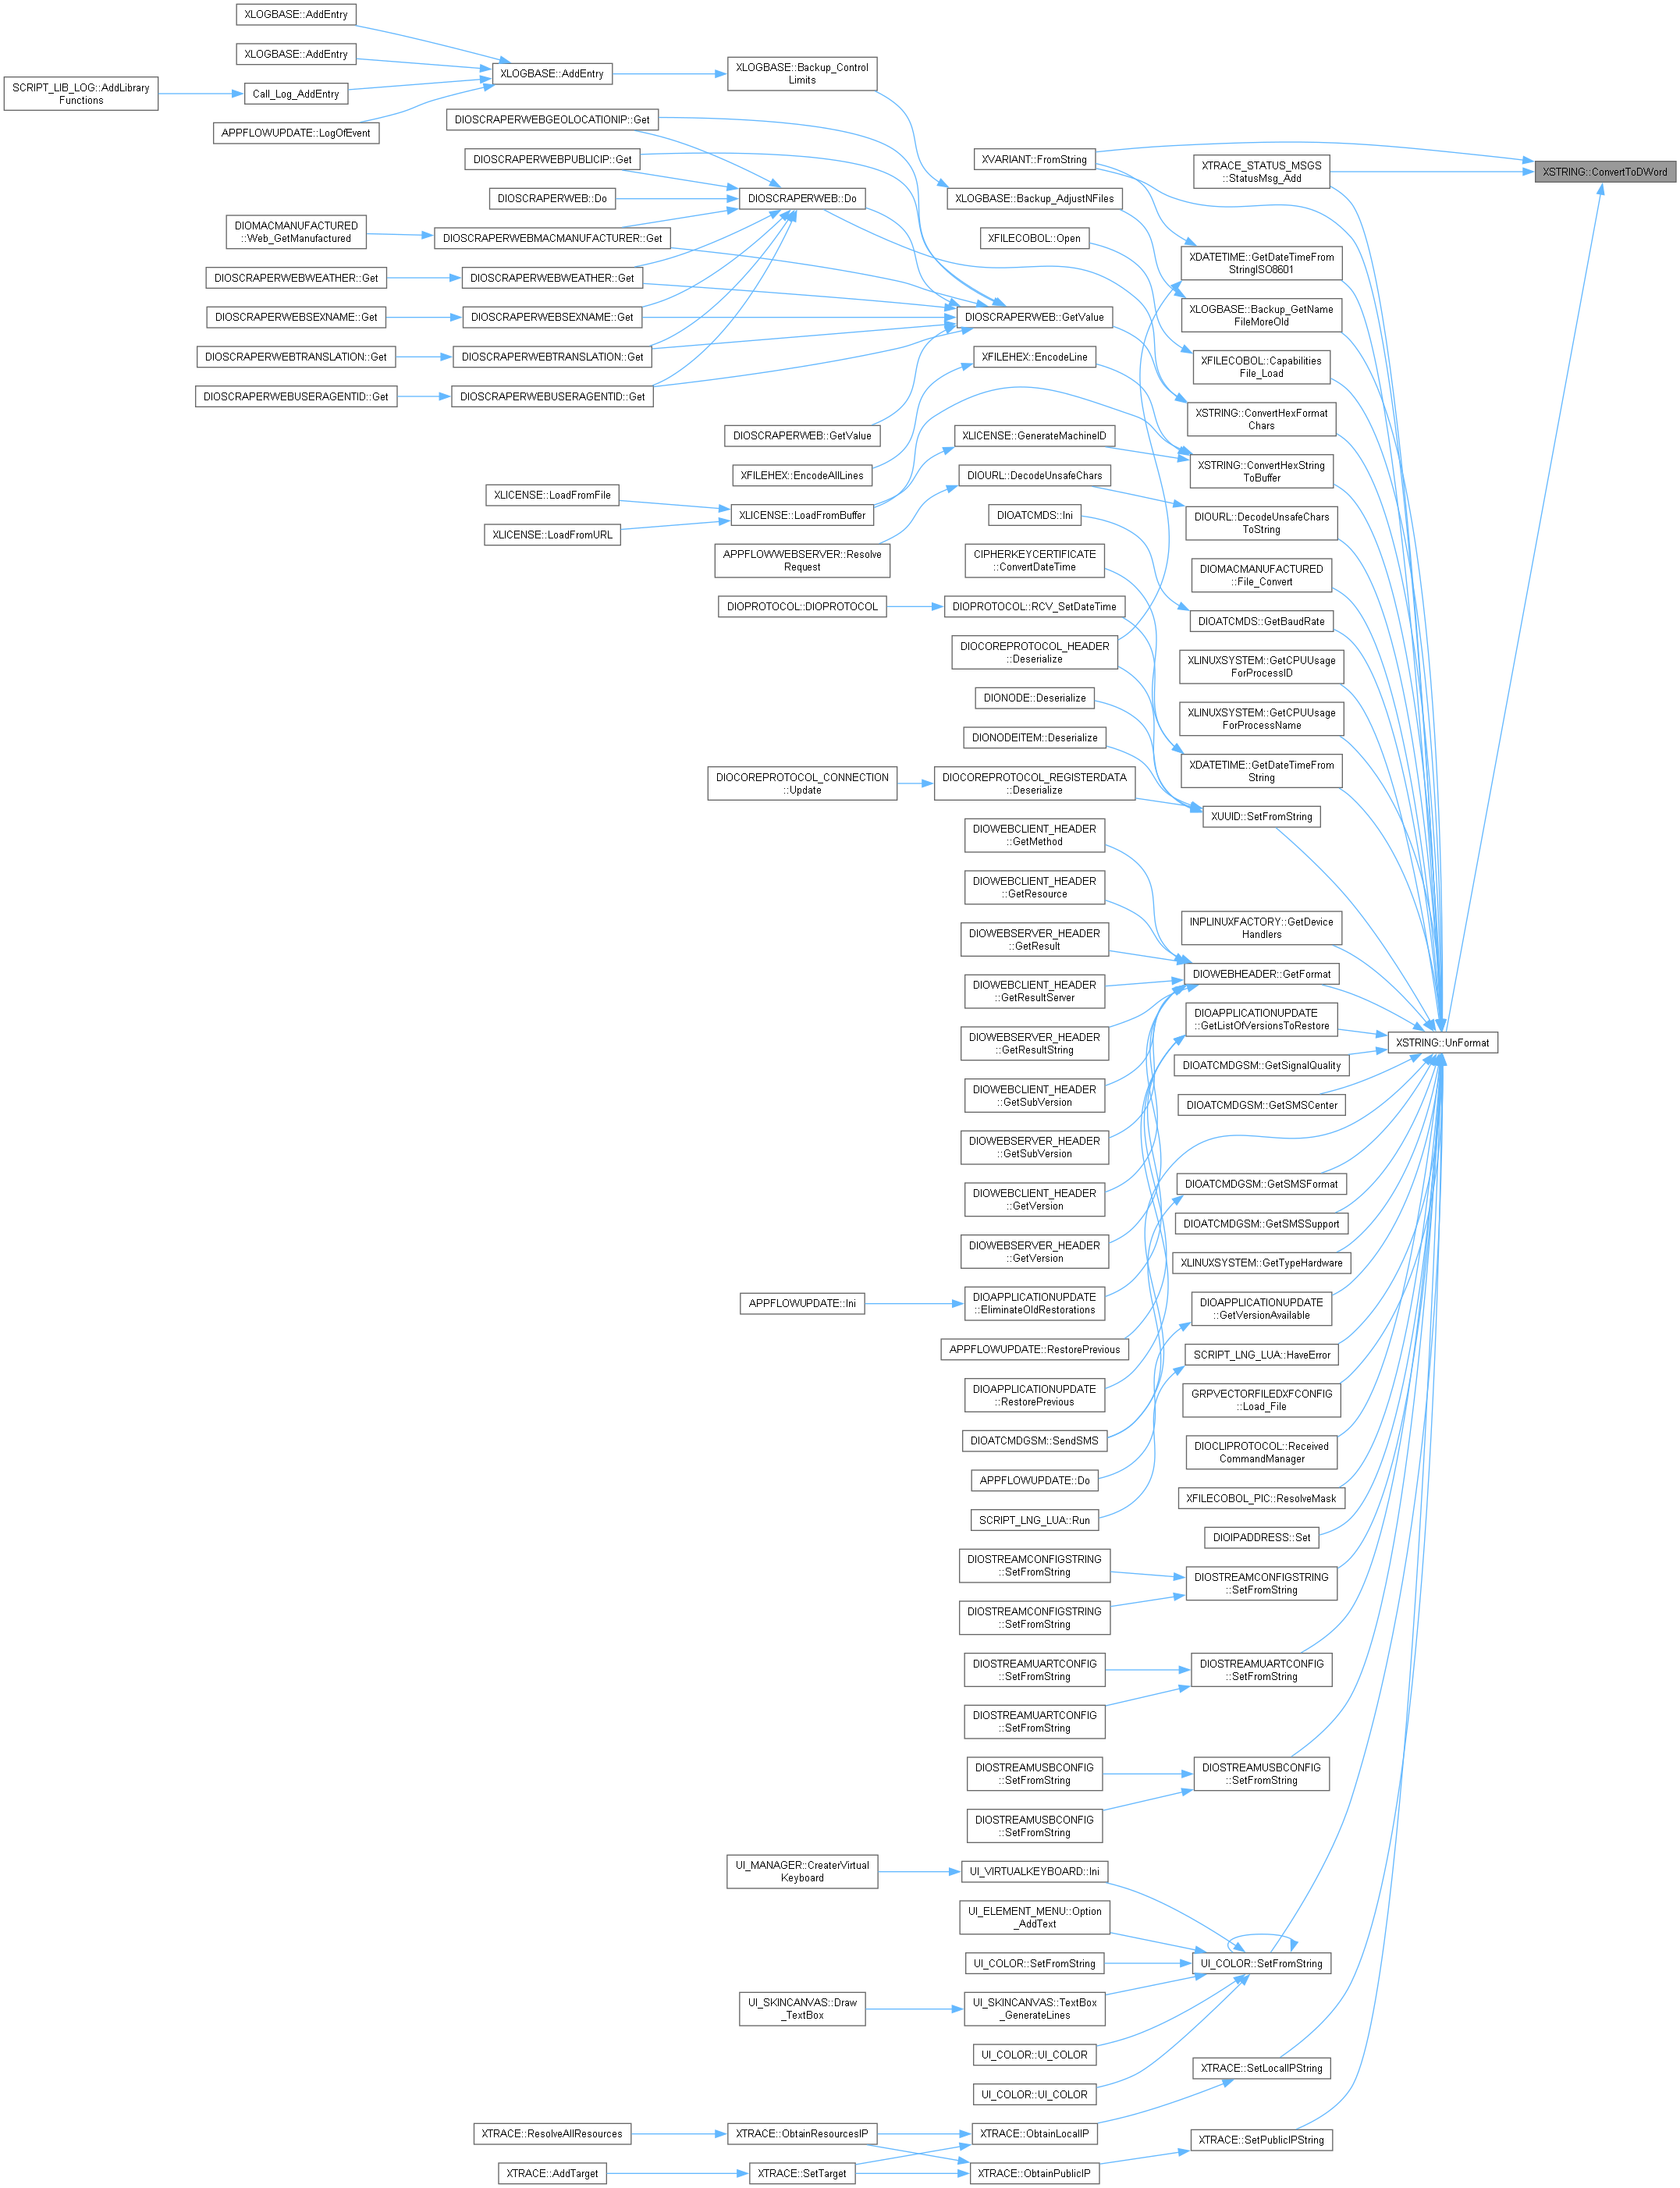 XLOGBASE::AddEntry
XLOGBASE::AddEntry
SCRIPT_LIB_LOG::AddLibrary
Functions
Call_Log_AddEntry
APPFLOWUPDATE::LogOfEvent
XLOGBASE::AddEntry
XLOGBASE::Backup_Control
Limits
DIOSCRAPERWEBGEOLOCATIONIP::Get
DIOSCRAPERWEBPUBLICIP::Get
DIOSCRAPERWEB::Do
DIOMACMANUFACTURED
::Web_GetManufactured
DIOSCRAPERWEBMACMANUFACTURER::Get
DIOSCRAPERWEBWEATHER::Get
DIOSCRAPERWEBWEATHER::Get
DIOSCRAPERWEBSEXNAME::Get
DIOSCRAPERWEBSEXNAME::Get
DIOSCRAPERWEBTRANSLATION::Get
DIOSCRAPERWEBTRANSLATION::Get
DIOSCRAPERWEBUSERAGENTID::Get
DIOSCRAPERWEBUSERAGENTID::Get
DIOSCRAPERWEB::Do
DIOSCRAPERWEB::GetValue
XFILEHEX::EncodeAllLines
XLICENSE::LoadFromFile
XLICENSE::LoadFromURL
XLICENSE::LoadFromBuffer
APPFLOWWEBSERVER::Resolve
Request
DIOPROTOCOL::DIOPROTOCOL
DIOCOREPROTOCOL_CONNECTION
::Update
XVARIANT::FromString
XLOGBASE::Backup_AdjustNFiles
XFILECOBOL::Open
DIOSCRAPERWEB::GetValue
XFILEHEX::EncodeLine
XLICENSE::GenerateMachineID
DIOURL::DecodeUnsafeChars
DIOATCMDS::Ini
CIPHERKEYCERTIFICATE
::ConvertDateTime
DIOPROTOCOL::RCV_SetDateTime
DIOCOREPROTOCOL_HEADER
::Deserialize
DIONODE::Deserialize
DIONODEITEM::Deserialize
DIOCOREPROTOCOL_REGISTERDATA
::Deserialize
DIOWEBCLIENT_HEADER
::GetMethod
DIOWEBCLIENT_HEADER
::GetResource
DIOWEBSERVER_HEADER
::GetResult
DIOWEBCLIENT_HEADER
::GetResultServer
DIOWEBSERVER_HEADER
::GetResultString
DIOWEBCLIENT_HEADER
::GetSubVersion
DIOWEBSERVER_HEADER
::GetSubVersion
DIOWEBCLIENT_HEADER
::GetVersion
DIOWEBSERVER_HEADER
::GetVersion
APPFLOWUPDATE::Ini
DIOAPPLICATIONUPDATE
::EliminateOldRestorations
APPFLOWUPDATE::RestorePrevious
DIOAPPLICATIONUPDATE
::RestorePrevious
DIOATCMDGSM::SendSMS
APPFLOWUPDATE::Do
SCRIPT_LNG_LUA::Run
DIOSTREAMCONFIGSTRING
::SetFromString
DIOSTREAMCONFIGSTRING
::SetFromString
DIOSTREAMUARTCONFIG
::SetFromString
DIOSTREAMUARTCONFIG
::SetFromString
DIOSTREAMUSBCONFIG
::SetFromString
DIOSTREAMUSBCONFIG
::SetFromString
UI_MANAGER::CreaterVirtual
Keyboard
UI_VIRTUALKEYBOARD::Ini
UI_ELEMENT_MENU::Option
_AddText
UI_COLOR::SetFromString
UI_SKINCANVAS::Draw
_TextBox
UI_SKINCANVAS::TextBox
_GenerateLines
UI_COLOR::UI_COLOR
UI_COLOR::UI_COLOR
XTRACE::ResolveAllResources
XTRACE::ObtainResourcesIP
XTRACE::ObtainLocalIP
XTRACE::AddTarget
XTRACE::SetTarget
XTRACE::ObtainPublicIP
XTRACE_STATUS_MSGS
::StatusMsg_Add
XDATETIME::GetDateTimeFrom
StringISO8601
XLOGBASE::Backup_GetName
FileMoreOld
XFILECOBOL::Capabilities
File_Load
XSTRING::ConvertHexFormat
Chars
XSTRING::ConvertHexString
ToBuffer
DIOURL::DecodeUnsafeChars
ToString
DIOMACMANUFACTURED
::File_Convert
DIOATCMDS::GetBaudRate
XLINUXSYSTEM::GetCPUUsage
ForProcessID
XLINUXSYSTEM::GetCPUUsage
ForProcessName
XDATETIME::GetDateTimeFrom
String
XUUID::SetFromString
INPLINUXFACTORY::GetDevice
Handlers
DIOWEBHEADER::GetFormat
DIOAPPLICATIONUPDATE
::GetListOfVersionsToRestore
DIOATCMDGSM::GetSignalQuality
DIOATCMDGSM::GetSMSCenter
DIOATCMDGSM::GetSMSFormat
DIOATCMDGSM::GetSMSSupport
XLINUXSYSTEM::GetTypeHardware
DIOAPPLICATIONUPDATE
::GetVersionAvailable
SCRIPT_LNG_LUA::HaveError
GRPVECTORFILEDXFCONFIG
::Load_File
DIOCLIPROTOCOL::Received
CommandManager
XFILECOBOL_PIC::ResolveMask
DIOIPADDRESS::Set
DIOSTREAMCONFIGSTRING
::SetFromString
DIOSTREAMUARTCONFIG
::SetFromString
DIOSTREAMUSBCONFIG
::SetFromString
UI_COLOR::SetFromString
XTRACE::SetLocalIPString
XTRACE::SetPublicIPString
XSTRING::UnFormat
XSTRING::ConvertToDWord